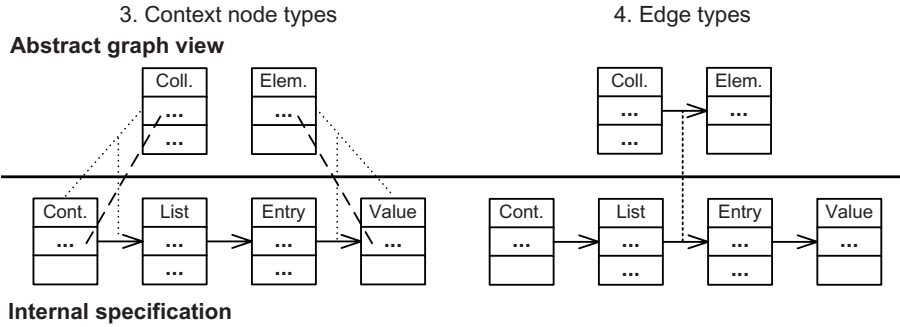 3. Context node types
4. Edge types
Abstract graph view
Coll.
Elem.
Coll.
Elem.
...
...
...
...
...
...
Cont.
List
Entry
Value
Cont.
List
Entry
Value
...
...
...
...
...
...
...
...
...
...
...
...
Internal specification